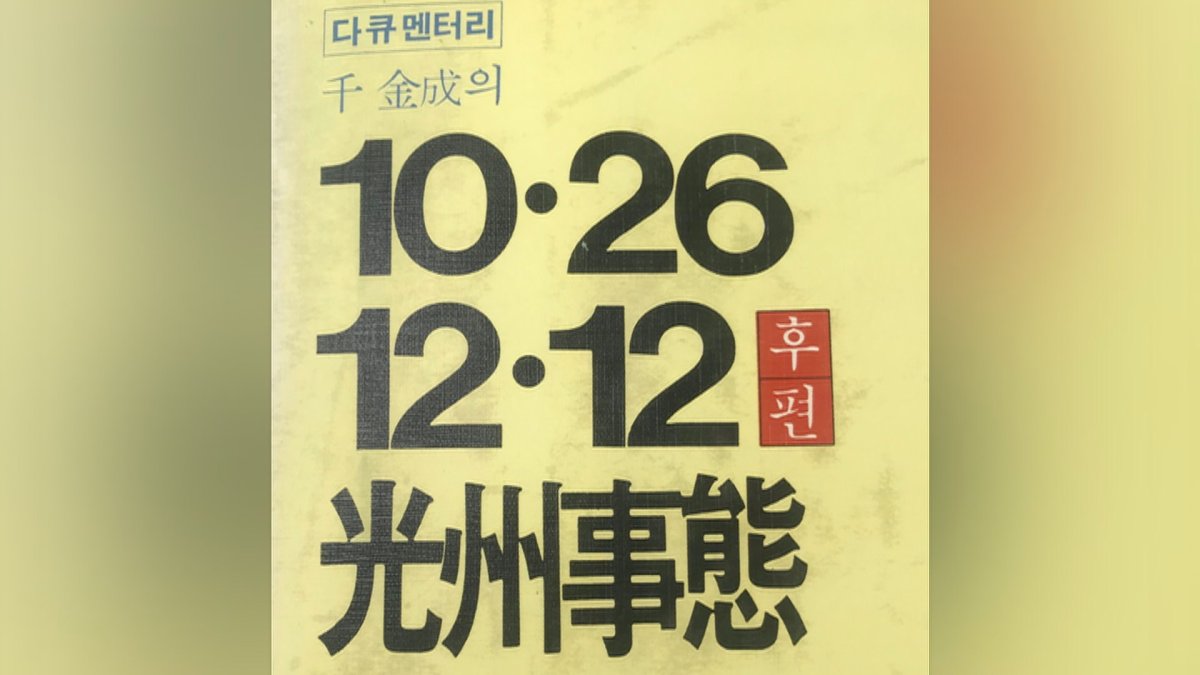 다큐멘터리
千 金成의
10·26
12·12
후편
光州事態